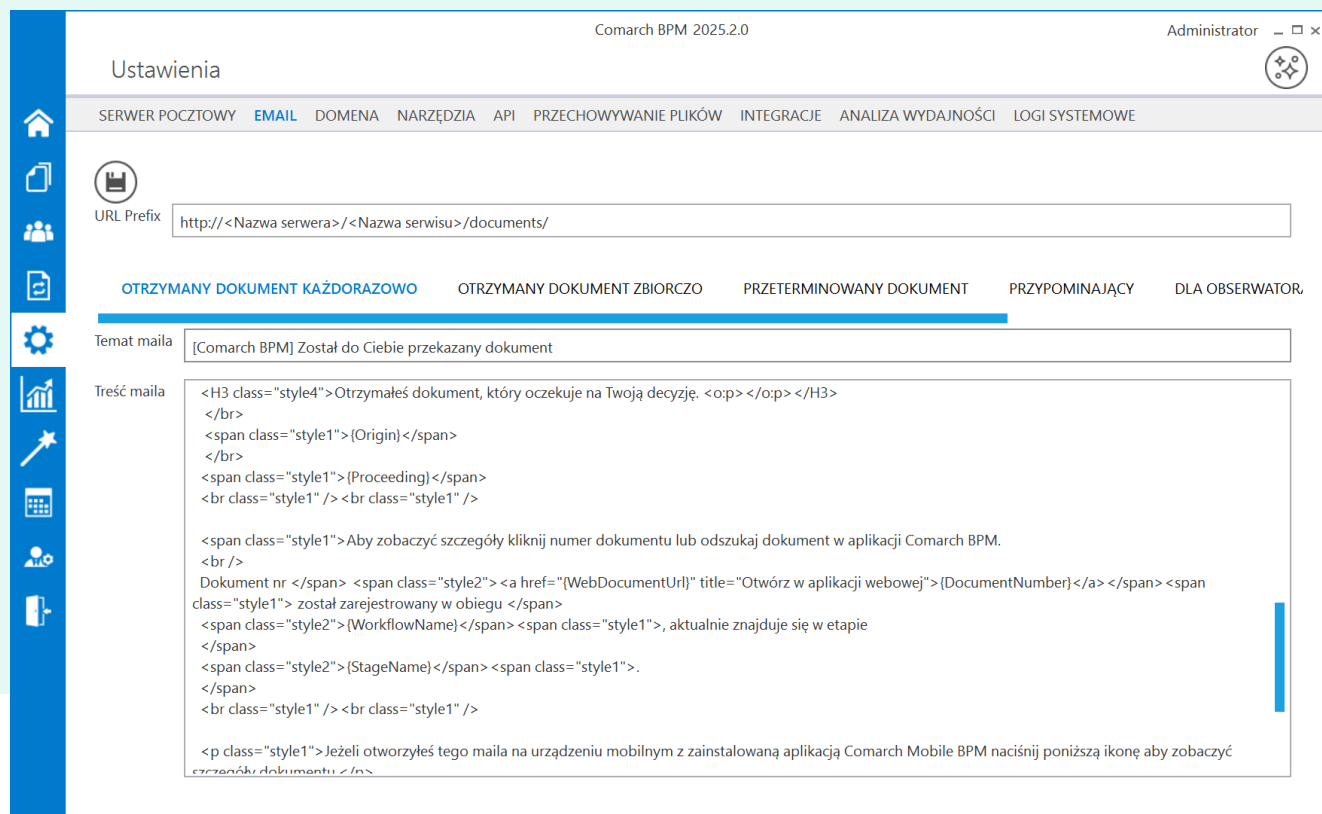 Comarch BPM 2025.2.0
Administrator
Ustawienia
SERWER POCZTOWY EMAIL DOMENA NARZĘDZIA API PRZECHOWYWANIE PLIKÓW INTEGRACJE ANALIZA WYDAJNOŚCI LOGI SYSTEMOWE
URL Prefix http://<Nazwa serwera>/<Nazwa serwisu>/documents/
OTRZYMANY DOKUMENT KAŻDORAZOWO OTRZYMANY DOKUMENT ZBIORCZO PRZETERMINOWANY DOKUMENT PRZYPOMINAJĄCY DLA OBSERWATORA
Temat maila [Comarch BPM] Został do Ciebie przekazany dokument
Treść maila
<H3 class="style4">Otrzymałeś dokument, który oczekuje na Twoją decyzję. <o:p></o:p></H3>
</br>
<span class="style1">{Origin}</span>
</br>
<span class="style1">{Proceeding}</span>
<br class="style1" /><br class="style1" />
<span class="style1">Aby zobaczyć szczegóły kliknij numer dokumentu lub odszukaj dokument w aplikacji Comarch BPM.
<br />
Dokument nr </span> <span class="style2"><a href="{WebDocumentUrl}" title="Otwórz w aplikacji webowej">{DocumentNumber}</a></span><span
class="style1"> został zarejestrowany w obiegu </span>
<span class="style2">{WorkflowName}</span><span class="style1">, aktualnie znajduje się w etapie
</span>
<span class="style2">{StageName}</span><span class="style1">.
</span>
<br class="style1" /><br class="style1" />
<p class="style1">Jeżeli otworzyłeś tego maila na urządzeniu mobilnym z zainstalowaną aplikacją Comarch Mobile BPM naciśnij poniższą ikonę aby zobaczyć
szczegóły dokumentu.</p>